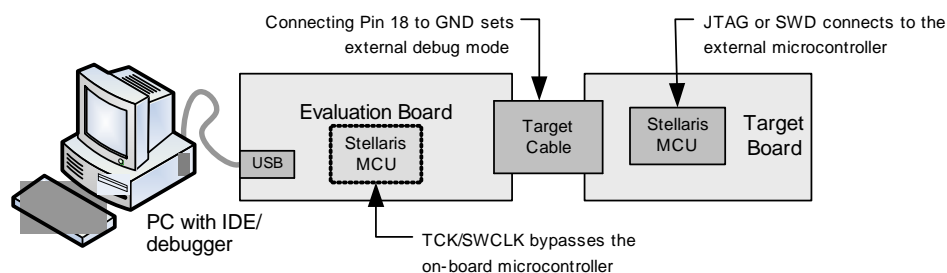 Connecting Pin 18 to GND sets
external debug mode
JTAG or SWD connects to the
external microcontroller
Evaluation Board
Stellaris
MCU
USB
Target
Cable
Stellaris
MCU
Target
Board
PC with IDE/
debugger
TCK/SWCLK bypasses the
on-board microcontroller